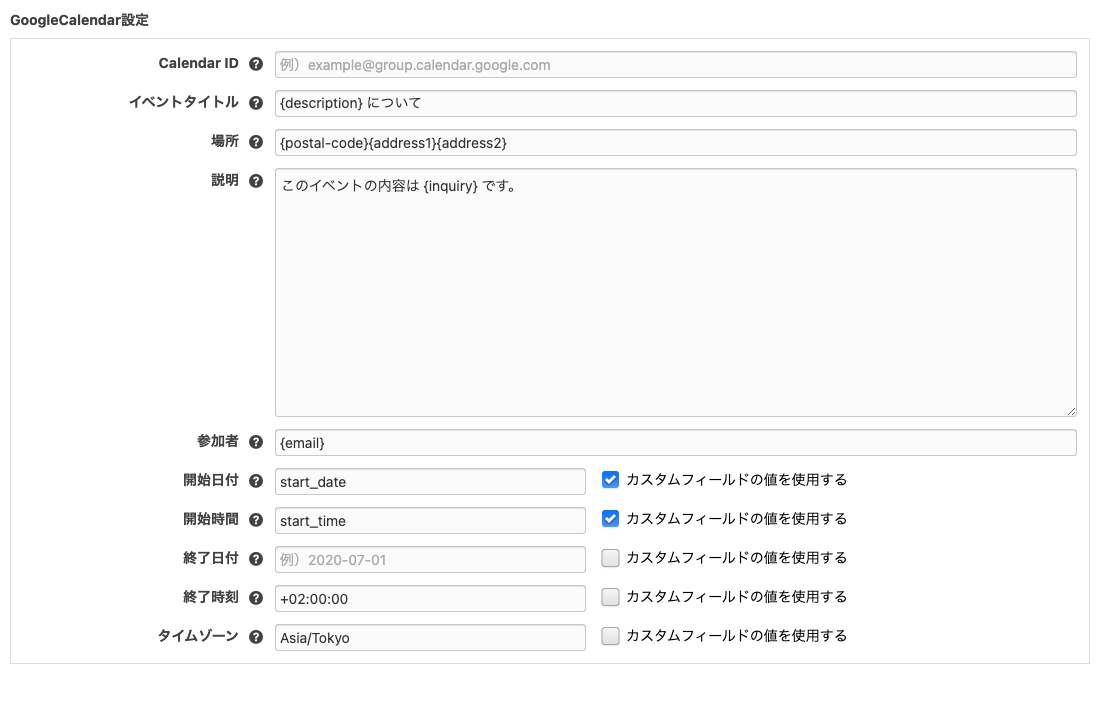 GoogleCalendar設定
Calendar ID ? 例）example@group.calendar.google.com
イベントタイトル ? {description} について
場所 ? {postal-code}{address1}{address2}
説明 ? このイベントの内容は {inquiry} です。
参加者 ? {email}
開始日付 ? start_date カスタムフィールドの値を使用する
開始時間 ? start_time カスタムフィールドの値を使用する
終了日付 ? 例）2020-07-01 カスタムフィールドの値を使用する
終了時刻 ? +02:00:00 カスタムフィールドの値を使用する
タイムゾーン ? Asia/Tokyo カスタムフィールドの値を使用する